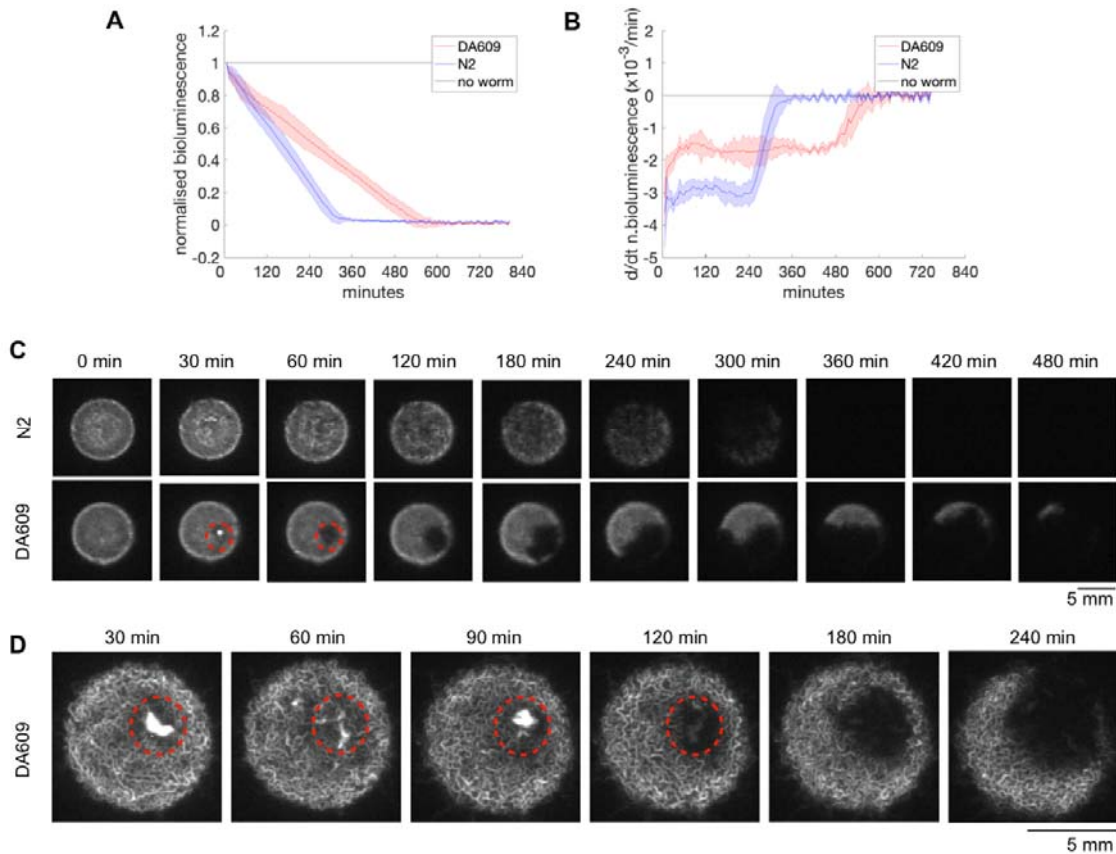 A
normalised bioluminescence
1.2
1
0.8
0.6
0.4
0.2
0
-0.2
0 120 240 360 480 600 720 840
minutes
DA609
N2
no worm
B
d/dt n.bioluminescence (x10⁻³/min)
2
1
0
-1
-2
-3
-4
-5
0 120 240 360 480 600 720 840
minutes
DA609
N2
no worm
C
0 min 30 min 60 min 120 min 180 min 240 min 300 min 360 min 420 min 480 min
N2
DA609
5 mm
D
30 min 60 min 90 min 120 min 180 min 240 min
DA609
5 mm